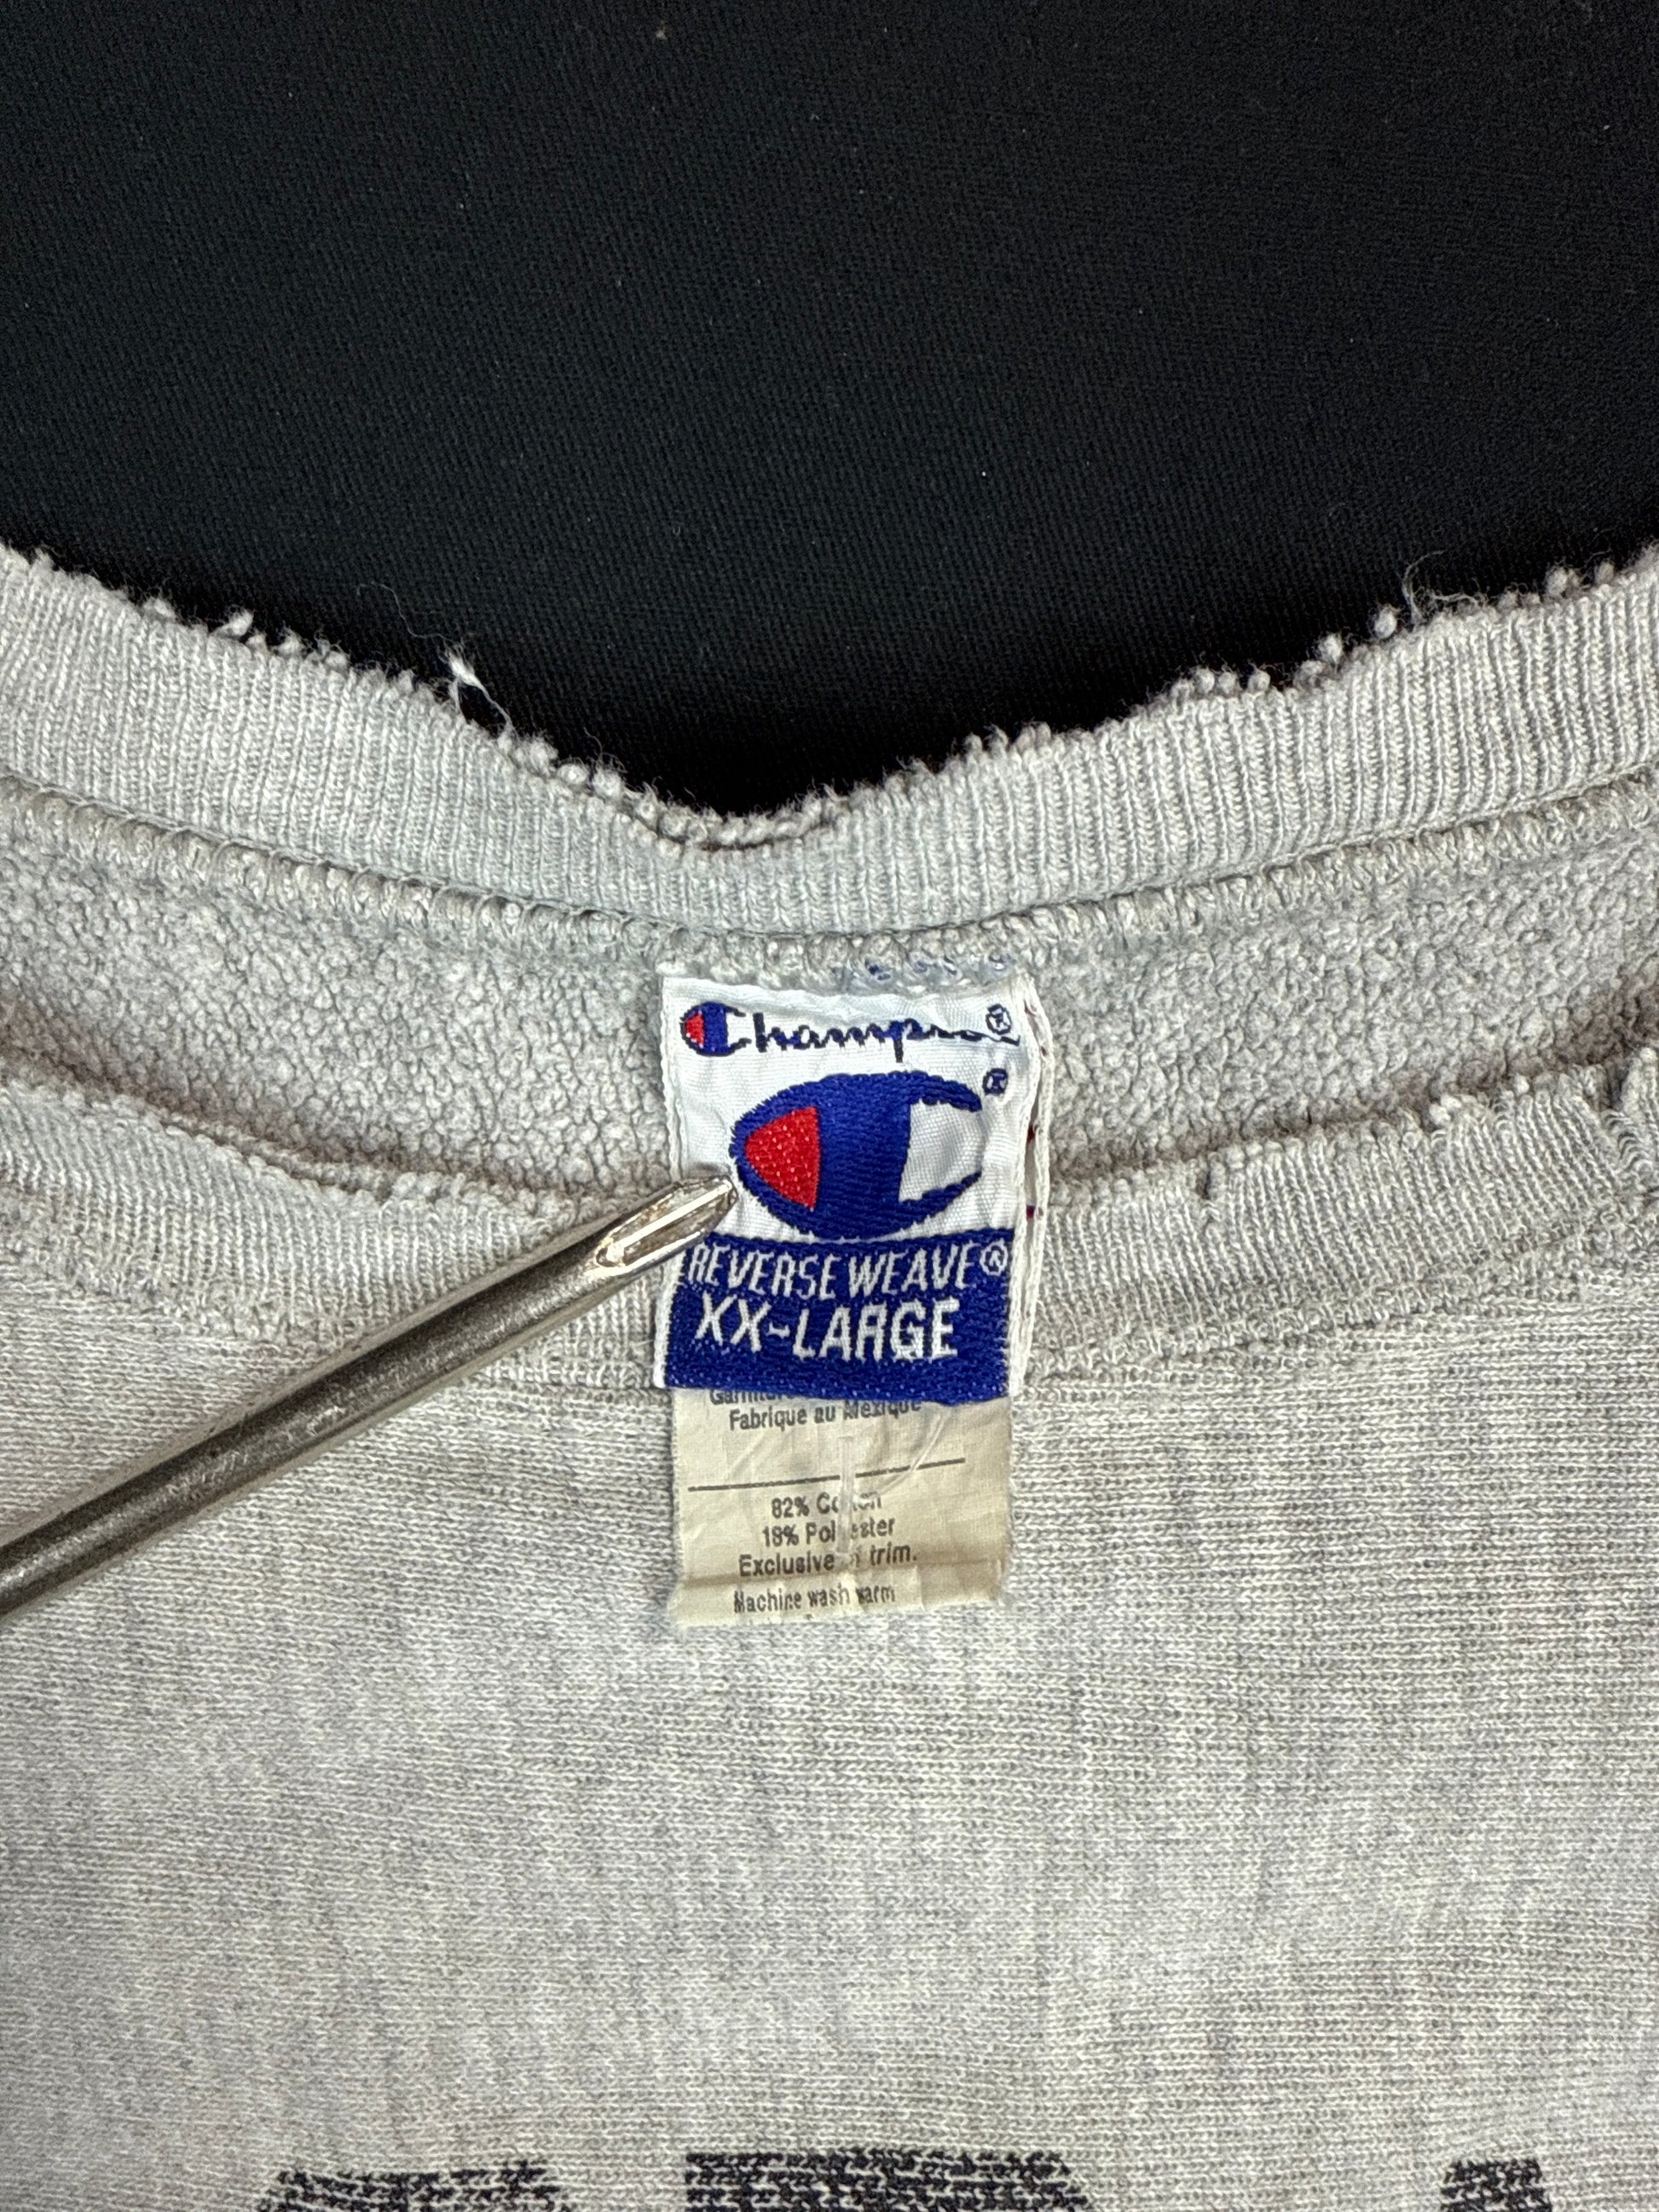 Champion®
®
REVERSE WEAVE®
XX-LARGE
Fabrique au Mexique
82% Cotton
18% Polyester
Exclusive of trim.
Machine wash warm